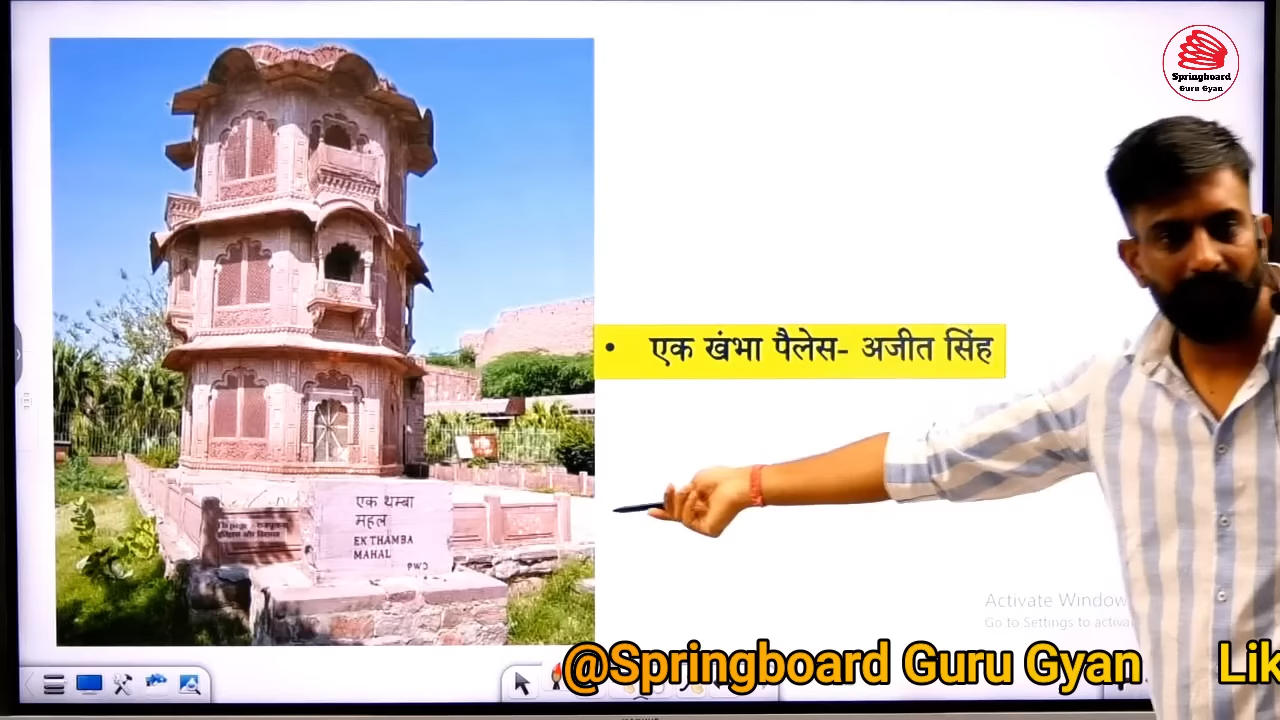 Springboard
Guru Gyan
• एक खंभा पैलेस- अजीत सिंह
एक थम्बा
महल
EK THAMBA
MAHAL
PWD
Activate Window
Go to Settings to activa
@Springboard Guru Gyan
Lik